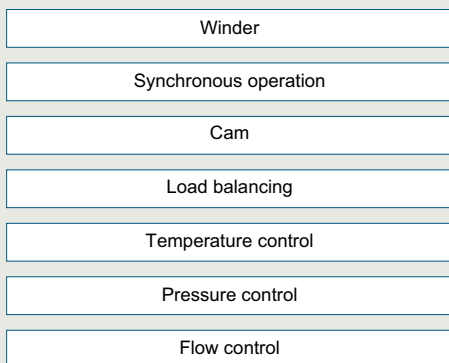 Winder
Synchronous operation
Cam
Load balancing
Temperature control
Pressure control
Flow control